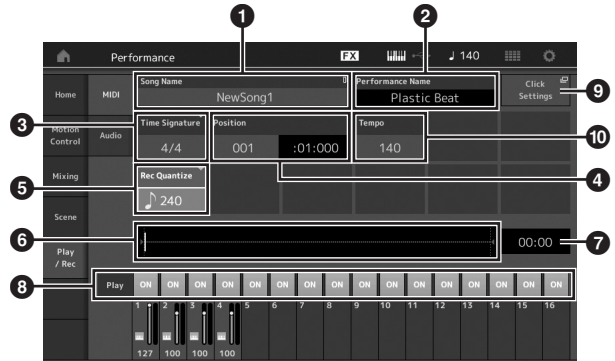 1 2
Performance FX ♩ 140
Home MIDI Song Name NewSong1 Performance Name Plastic Beat Click Settings 9
Motion Control Audio
3 Time Signature 4/4 Position 001 :01:000 Tempo 140 10
4
5 Mixing Rec Quantize ♪ 240
Scene
6 Play / Rec 00:00 7
8 Play ON ON ON ON ON ON ON ON ON ON ON ON ON ON ON ON
1 2 3 4 5 6 7 8 9 10 11 12 13 14 15 16
127 100 100 100